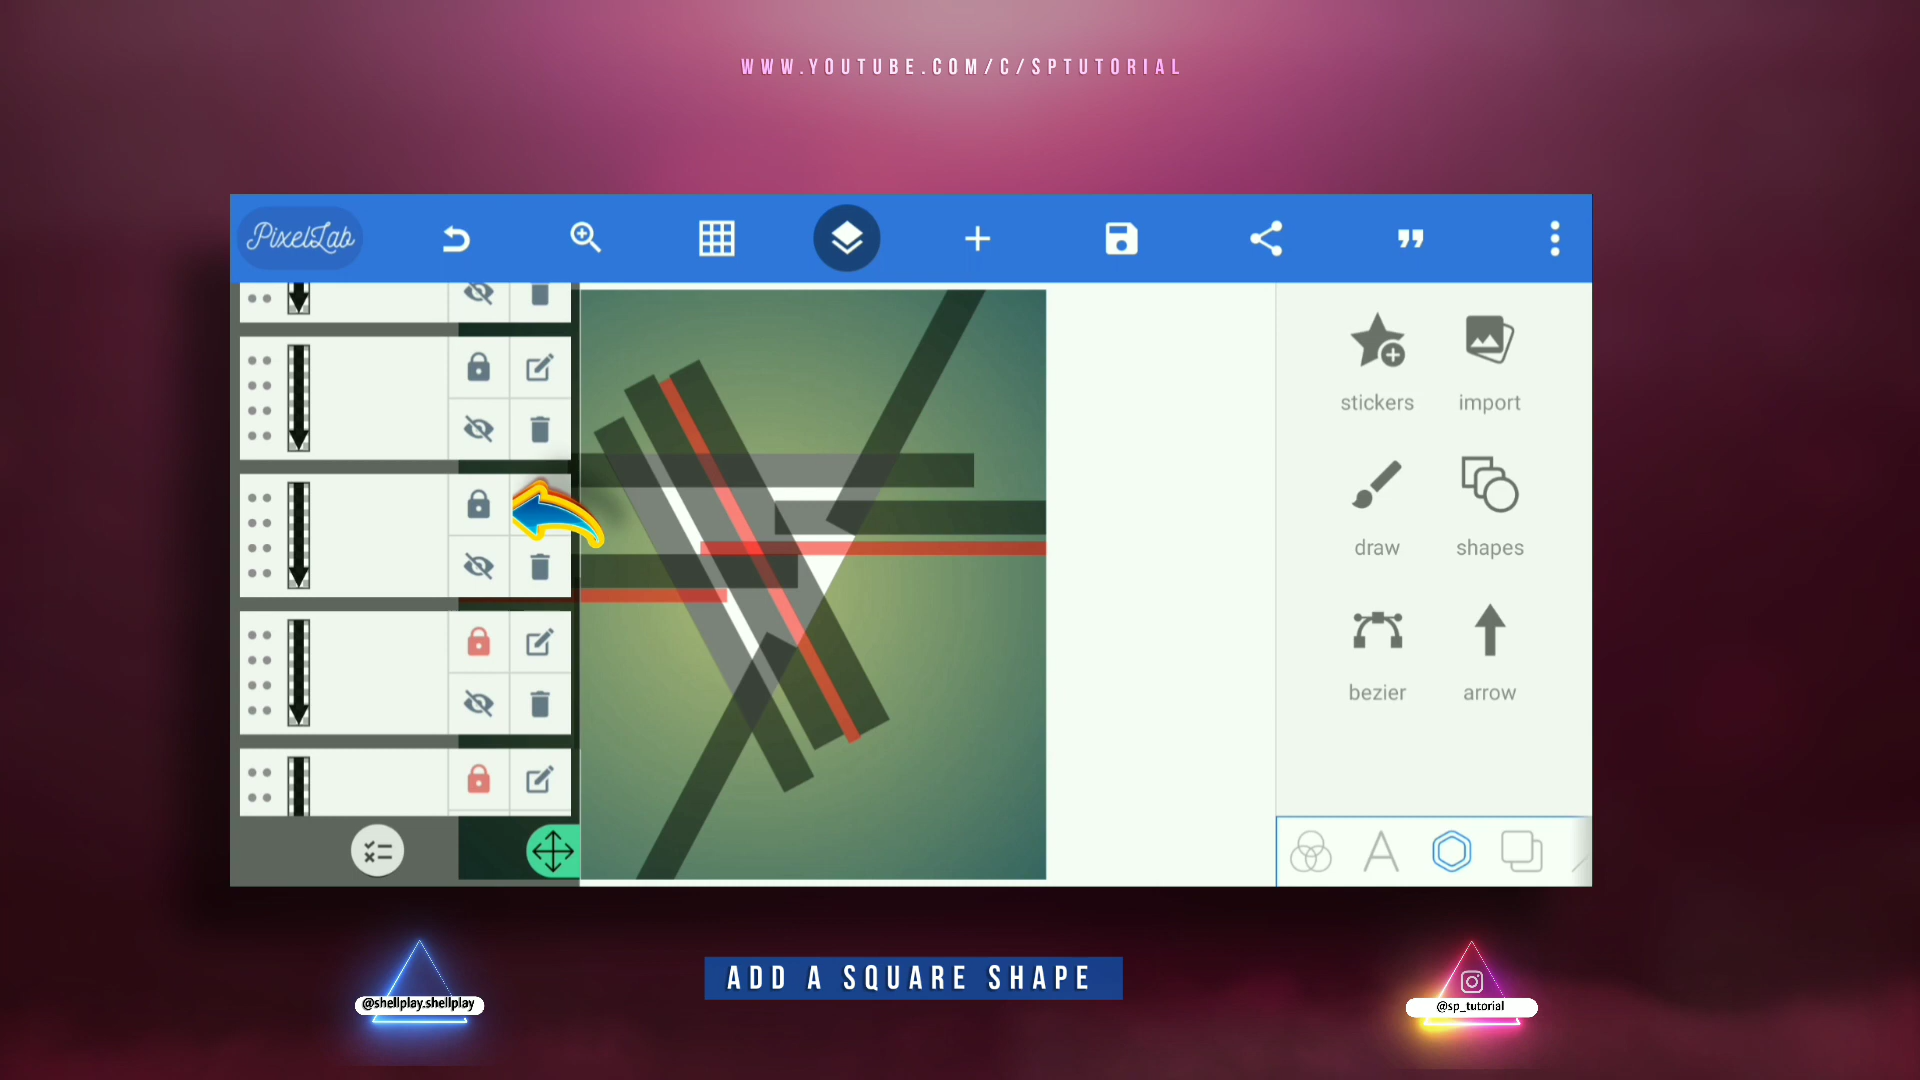 WWW.YOUTUBE.COM/C/SPTUTORIAL
PixelLab
stickers
import
draw
shapes
bezier
arrow
@shellplay.shellplay
ADD A SQUARE SHAPE
@sp_tutorial